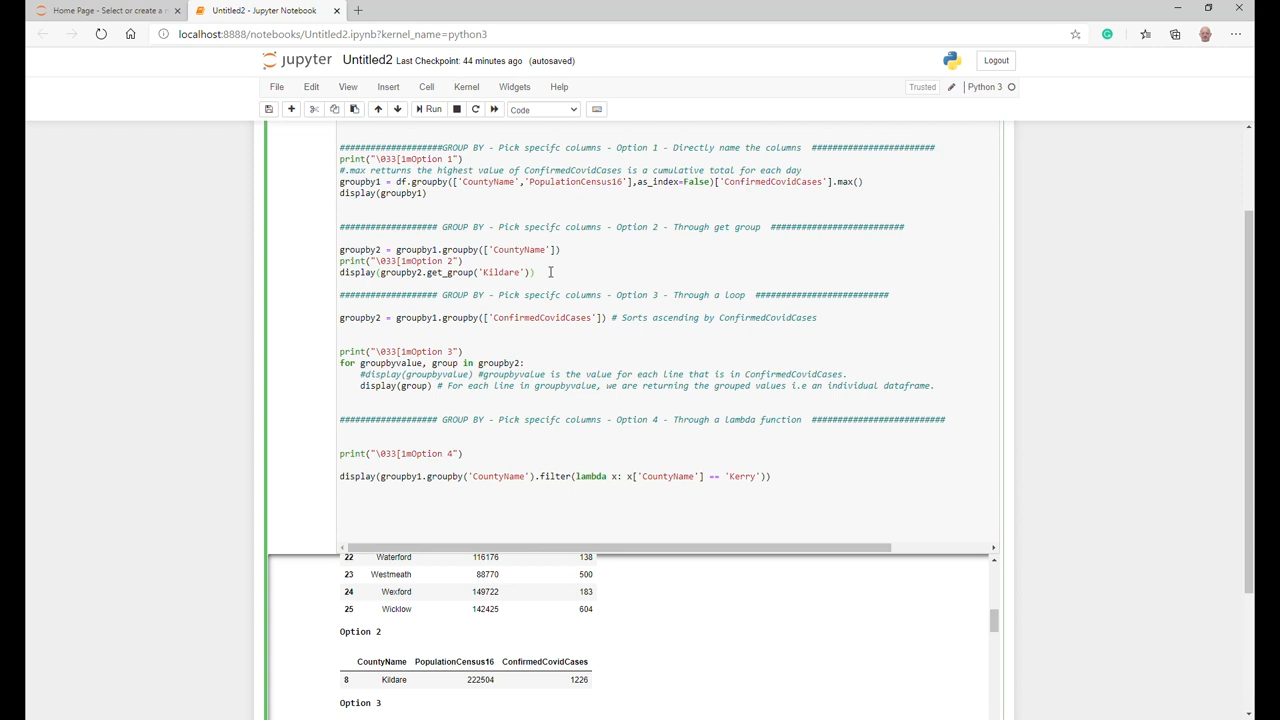 Home Page - Select or create a n
Untitled2 - Jupyter Notebook
localhost:8888/notebooks/Untitled2.ipynb?kernel_name=python3
jupyter Untitled2 Last Checkpoint: 44 minutes ago (autosaved)
Logout
File Edit View Insert Cell Kernel Widgets Help
Trusted
Python 3
Run
Code
####################GROUP BY - Pick specifc columns - Option 1 - Directly name the columns ########################
print("\033[1mOption 1")
#.max retturns the highest value of ConfirmedCovidCases is a cumulative total for each day
groupby1 = df.groupby(['CountyName','PopulationCensus16'],as_index=False)['ConfirmedCovidCases'].max()
display(groupby1)
################### GROUP BY - Pick specifc columns - Option 2 - Through get group ##########################
groupby2 = groupby1.groupby(['CountyName'])
print("\033[1mOption 2")
display(groupby2.get_group('Kildare'))
################### GROUP BY - Pick specifc columns - Option 3 - Through a loop ##########################
groupby2 = groupby1.groupby(['ConfirmedCovidCases']) # Sorts ascending by ConfirmedCovidCases
print("\033[1mOption 3")
for groupbyvalue, group in groupby2:
#display(groupbyvalue) #groupbyvalue is the value for each line that is in ConfirmedCovidCases.
display(group) # For each line in groupbyvalue, we are returning the grouped values i.e an individual dataframe.
################### GROUP BY - Pick specifc columns - Option 4 - Through a lambda function ##########################
print("\033[1mOption 4")
display(groupby1.groupby('CountyName').filter(lambda x: x['CountyName'] == 'Kerry'))
22 Waterford 116176 138
23 Westmeath 88770 500
24 Wexford 149722 183
25 Wicklow 142425 604
Option 2
CountyName PopulationCensus16 ConfirmedCovidCases
8 Kildare 222504 1226
Option 3